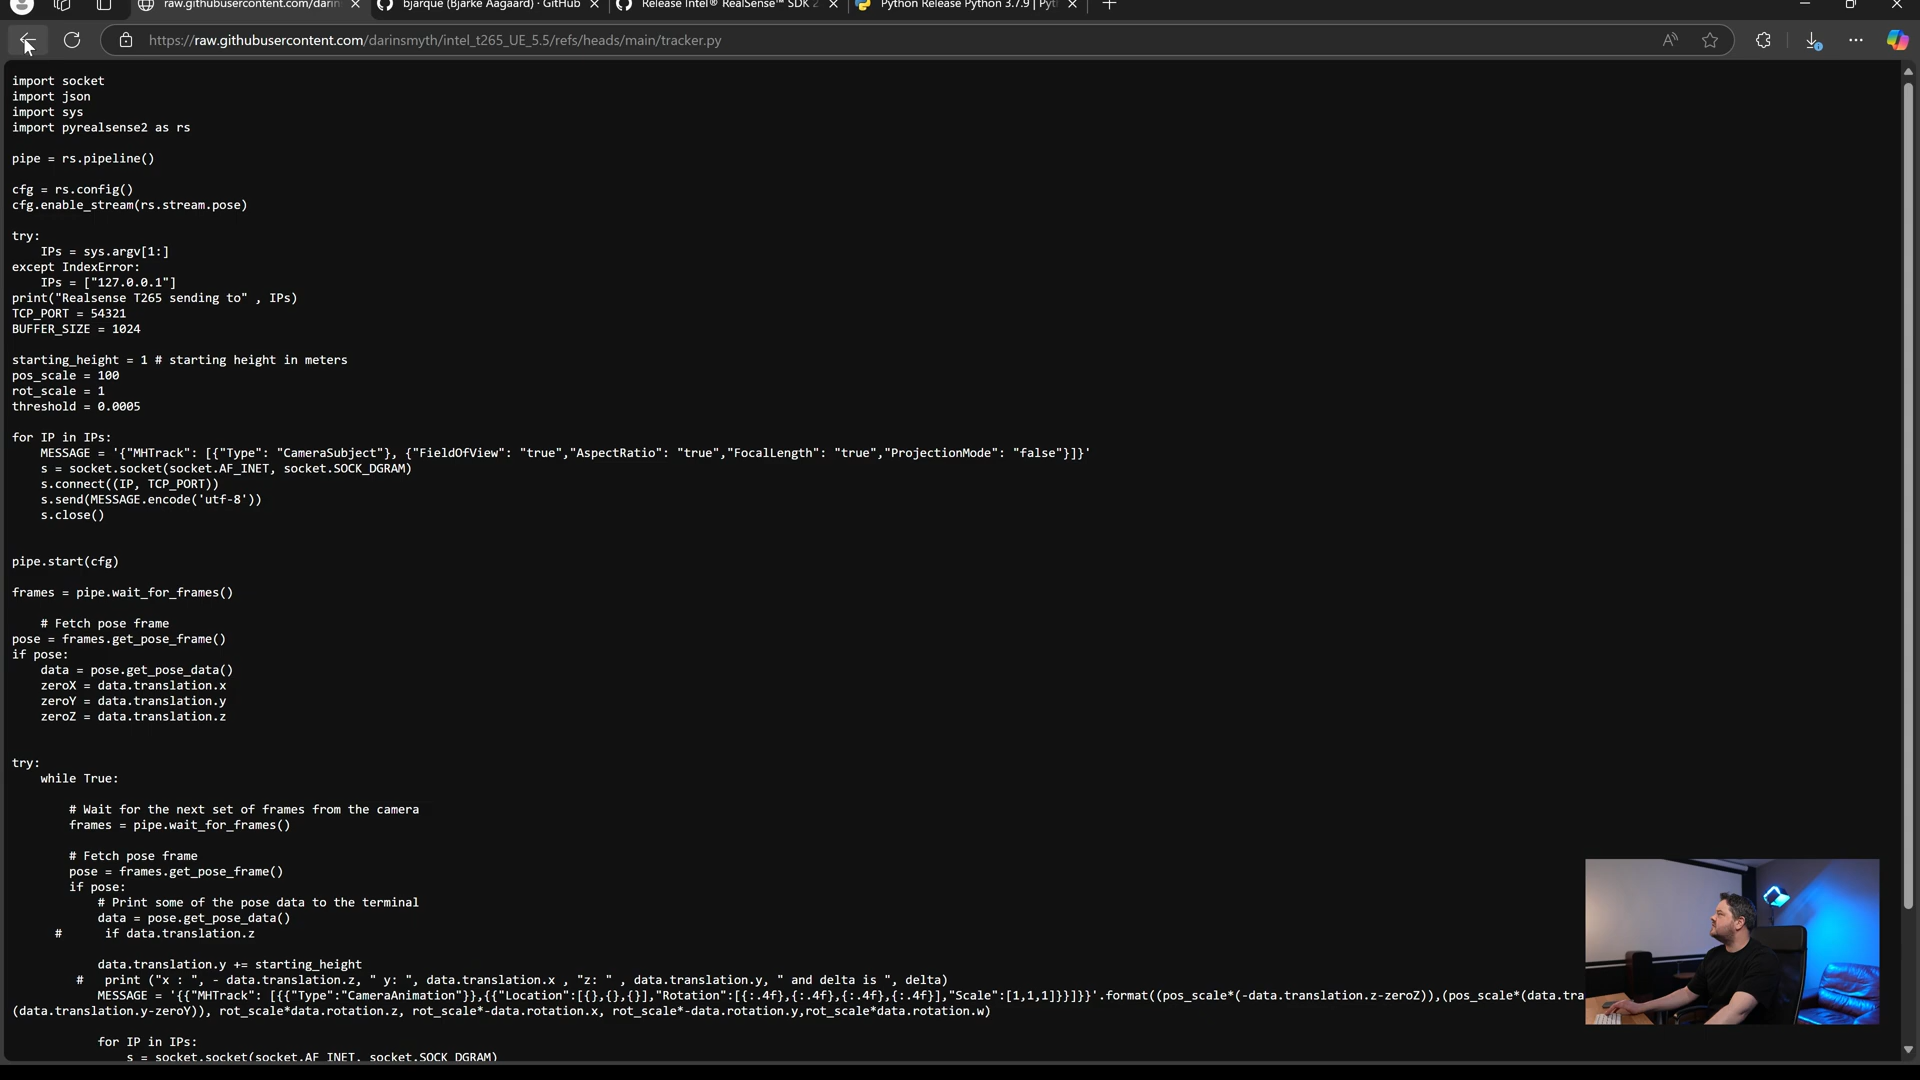 raw.githubusercontent.com/darin
bjarque (Bjarke Aagaard) · GitHub
Release Intel® RealSense™ SDK 2
Python Release Python 3.7.9 | Pyt
https://raw.githubusercontent.com/darinsmyth/intel_t265_UE_5.5/refs/heads/main/tracker.py
import socket
import json
import sys
import pyrealsense2 as rs
pipe = rs.pipeline()
cfg = rs.config()
cfg.enable_stream(rs.stream.pose)
try:
    IPs = sys.argv[1:]
except IndexError:
    IPs = ["127.0.0.1"]
print("Realsense T265 sending to" , IPs)
TCP_PORT = 54321
BUFFER_SIZE = 1024
starting_height = 1 # starting height in meters
pos_scale = 100
rot_scale = 1
threshold = 0.0005
for IP in IPs:
    MESSAGE = '{"MHTrack": [{"Type": "CameraSubject"}, {"FieldOfView": "true","AspectRatio": "true","FocalLength": "true","ProjectionMode": "false"}]}'
    s = socket.socket(socket.AF_INET, socket.SOCK_DGRAM)
    s.connect((IP, TCP_PORT))
    s.send(MESSAGE.encode('utf-8'))
    s.close()
pipe.start(cfg)
frames = pipe.wait_for_frames()
    # Fetch pose frame
pose = frames.get_pose_frame()
if pose:
    data = pose.get_pose_data()
    zeroX = data.translation.x
    zeroY = data.translation.y
    zeroZ = data.translation.z
try:
    while True:
        # Wait for the next set of frames from the camera
        frames = pipe.wait_for_frames()
        # Fetch pose frame
        pose = frames.get_pose_frame()
        if pose:
            # Print some of the pose data to the terminal
            data = pose.get_pose_data()
      #      if data.translation.z
            data.translation.y += starting_height
         #   print ("x : ", - data.translation.z, " y: ", data.translation.x , "z: " , data.translation.y, " and delta is ", delta)
            MESSAGE = '{{"MHTrack": [{{"Type":"CameraAnimation"}},{{"Location":[{},{},{}],"Rotation":[{:.4f},{:.4f},{:.4f},{:.4f}],"Scale":[1,1,1]}}]}}'.format((pos_scale*(-data.translation.z-zeroZ)),(pos_scale*(data.tra
(data.translation.y-zeroY)), rot_scale*data.rotation.z, rot_scale*-data.rotation.x, rot_scale*-data.rotation.y,rot_scale*data.rotation.w)
            for IP in IPs:
                s = socket.socket(socket.AF_INET, socket.SOCK_DGRAM)